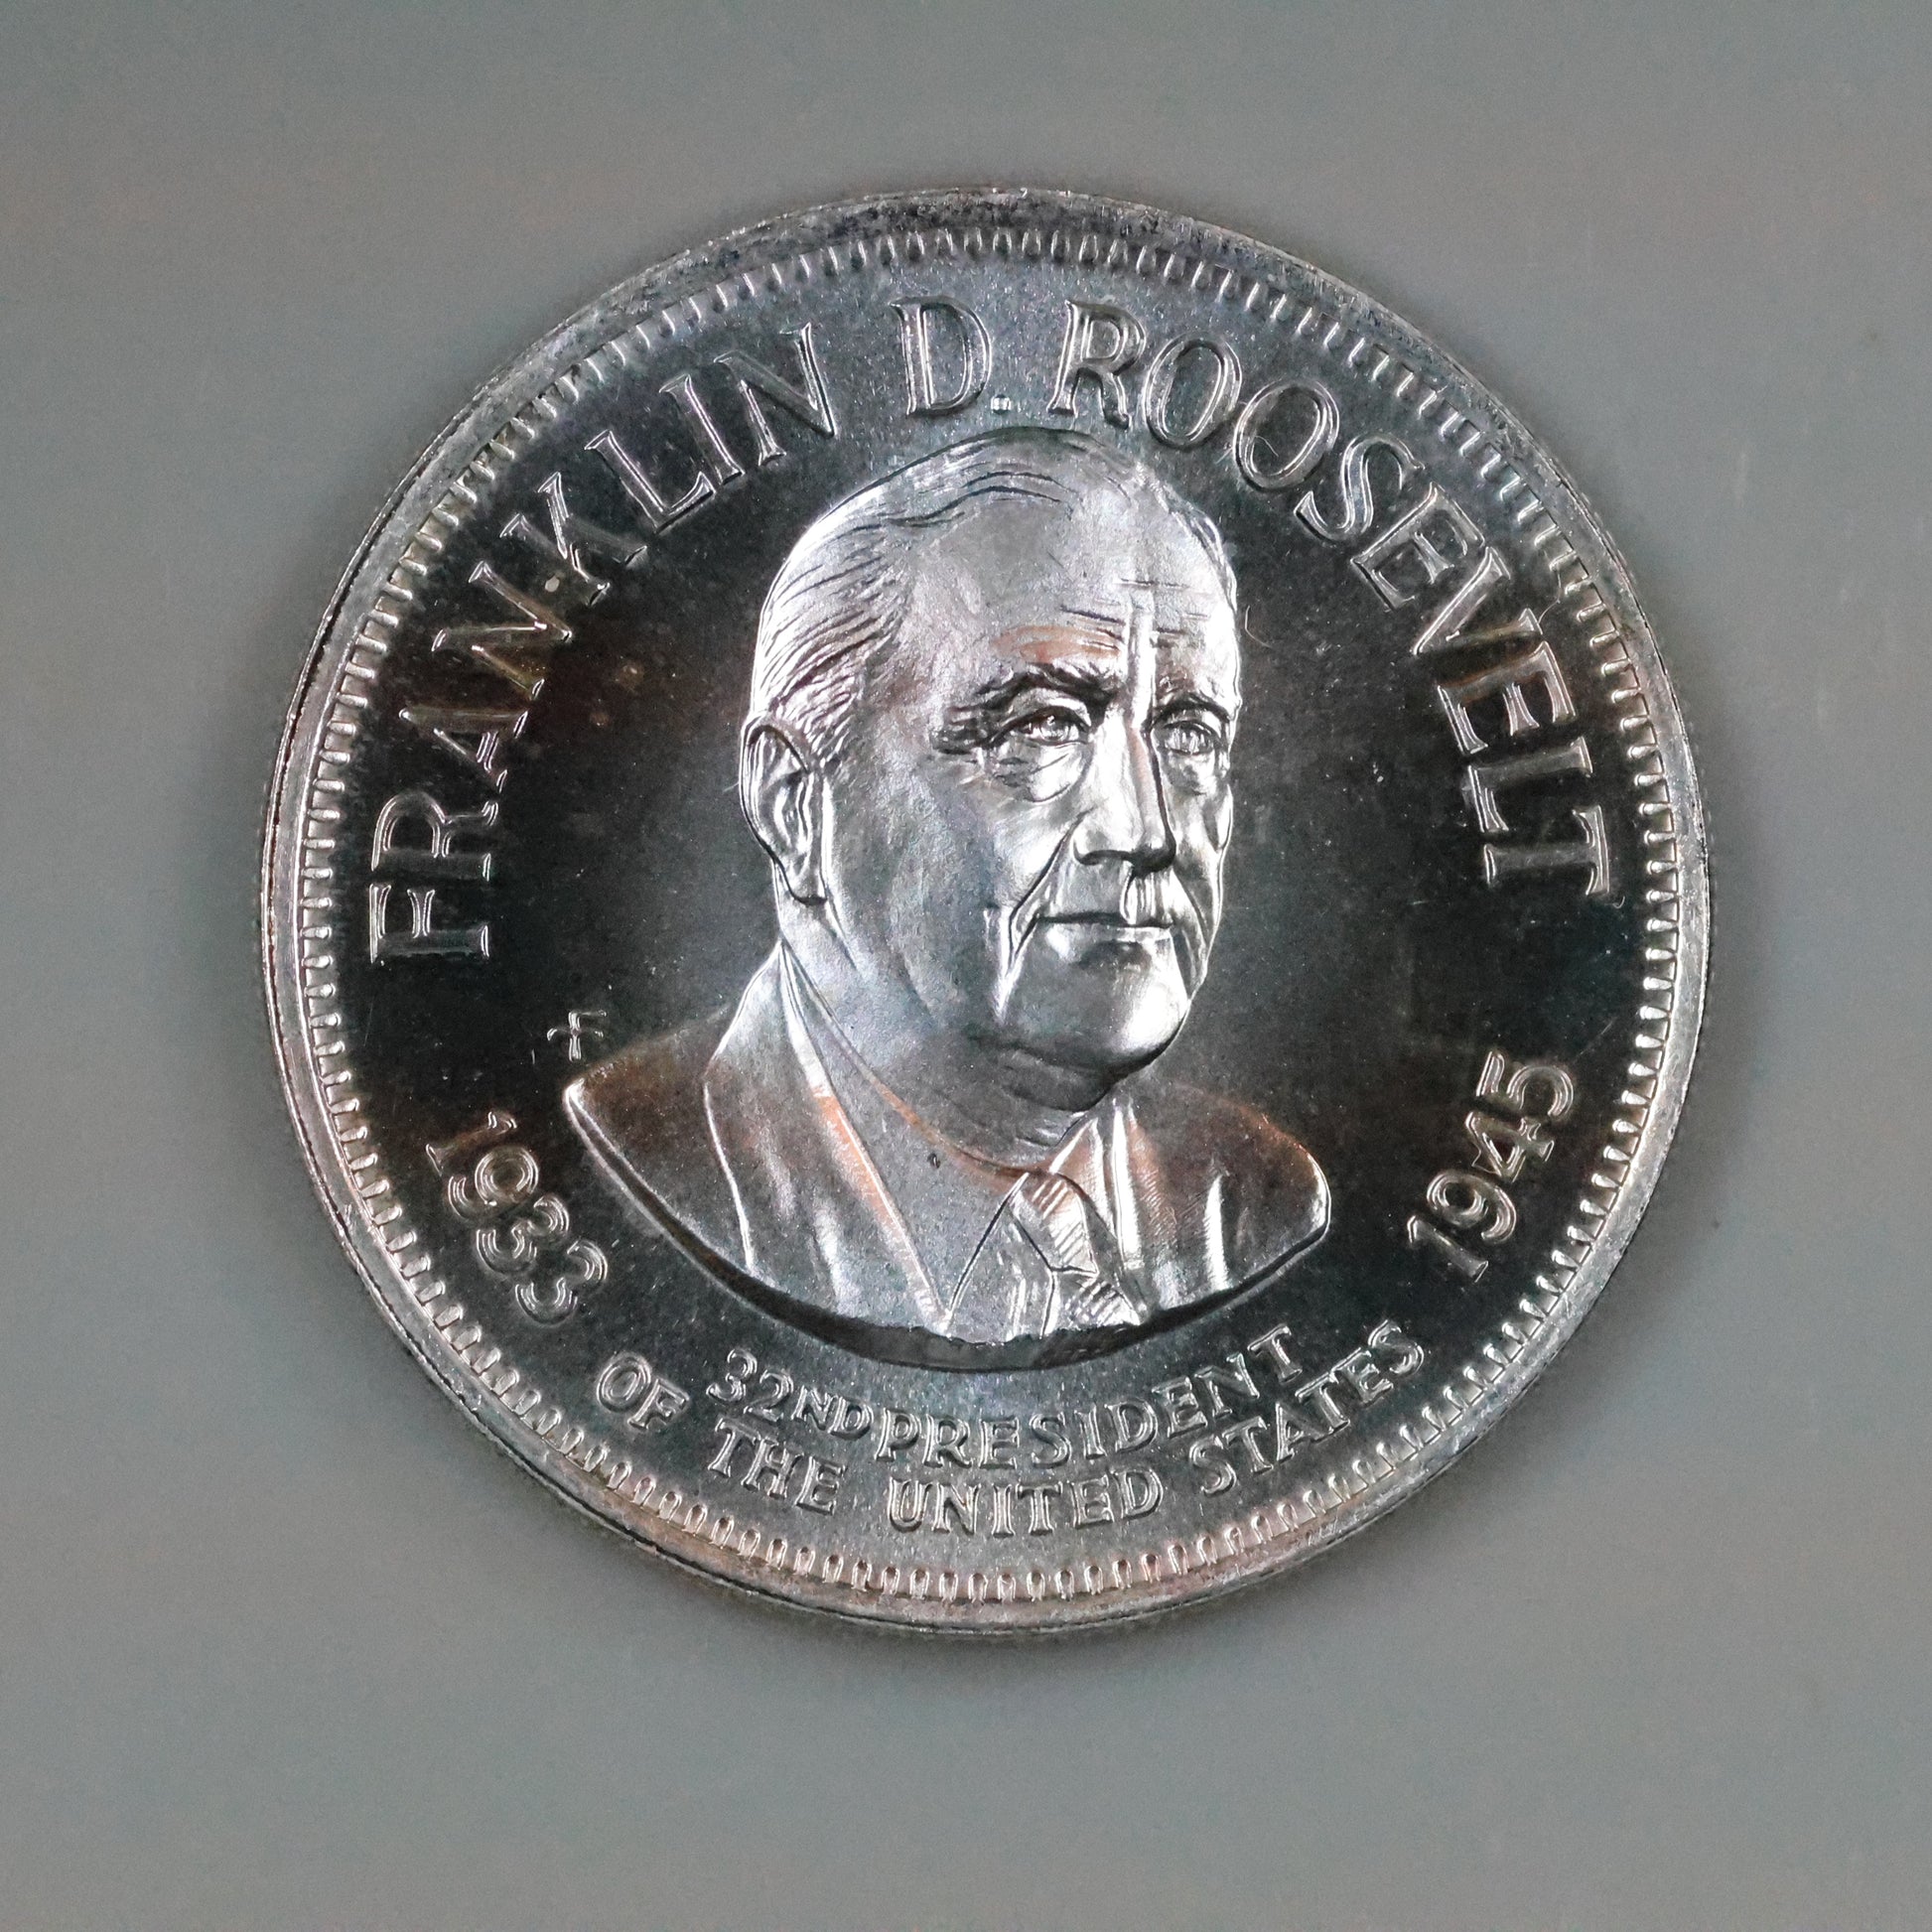 FRANKLIN D. ROOSEVELT
1933
1945
32ND PRESIDENT
OF THE UNITED STATES